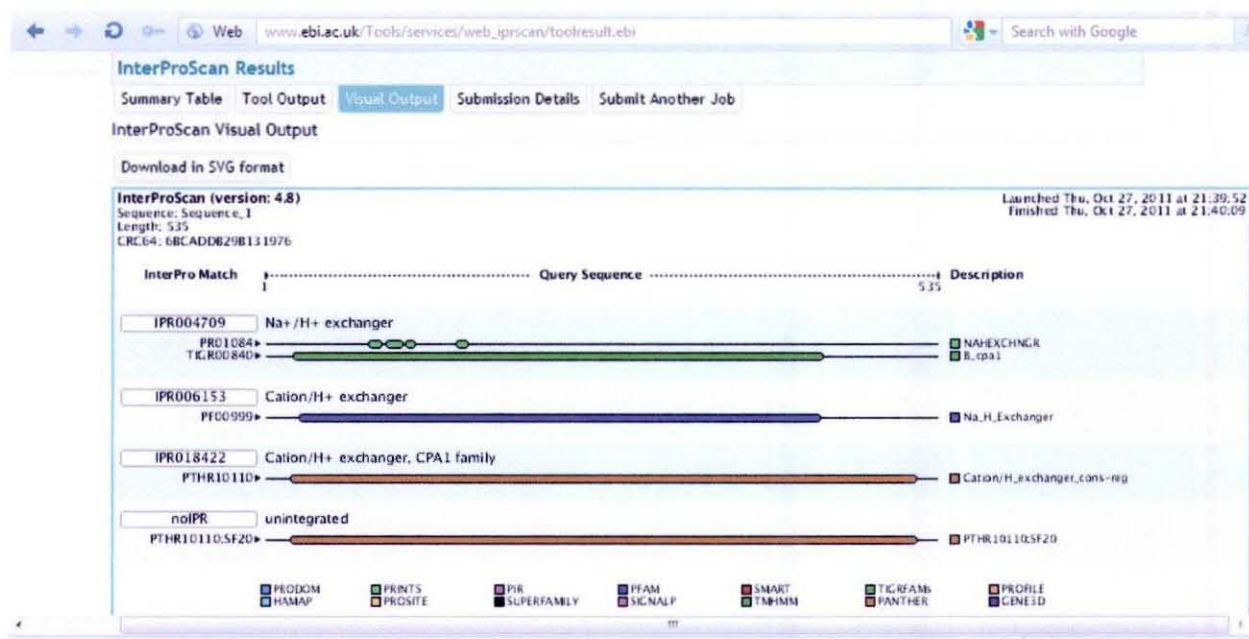 Web www.ebi.ac.uk/Tools/services/web_iprscan/toolresult.ebi Search with Google
InterProScan Results
Summary Table Tool Output Visual Output Submission Details Submit Another Job
InterProScan Visual Output
Download in SVG format
InterProScan (version: 4.8) Launched Thu, Oct 27, 2011 at 21:39:52
Sequence: Sequence_1 Finished Thu, Oct 27, 2011 at 21:40:09
Length: 535
CRC64: 6BCADDB29B131976
InterPro Match Query Sequence Description
1 535
IPR004709 Na+/H+ exchanger
PR01084 NAHEXCHNGR
TIGR00840 B_cpa1
IPR006153 Cation/H+ exchanger
PF00999 Na_H_Exchanger
IPR018422 Cation/H+ exchanger, CPA1 family
PTHR10110 Cation/H_exchanger_cons-reg
noIPR unintegrated
PTHR10110:SF20 PTHR10110:SF20
PRODOM PRINTS PIR PFAM SMART TIGRFAMs PROFILE
HAMAP PROSITE SUPERFAMILY SIGNALP TMHMM PANTHER GENE3D